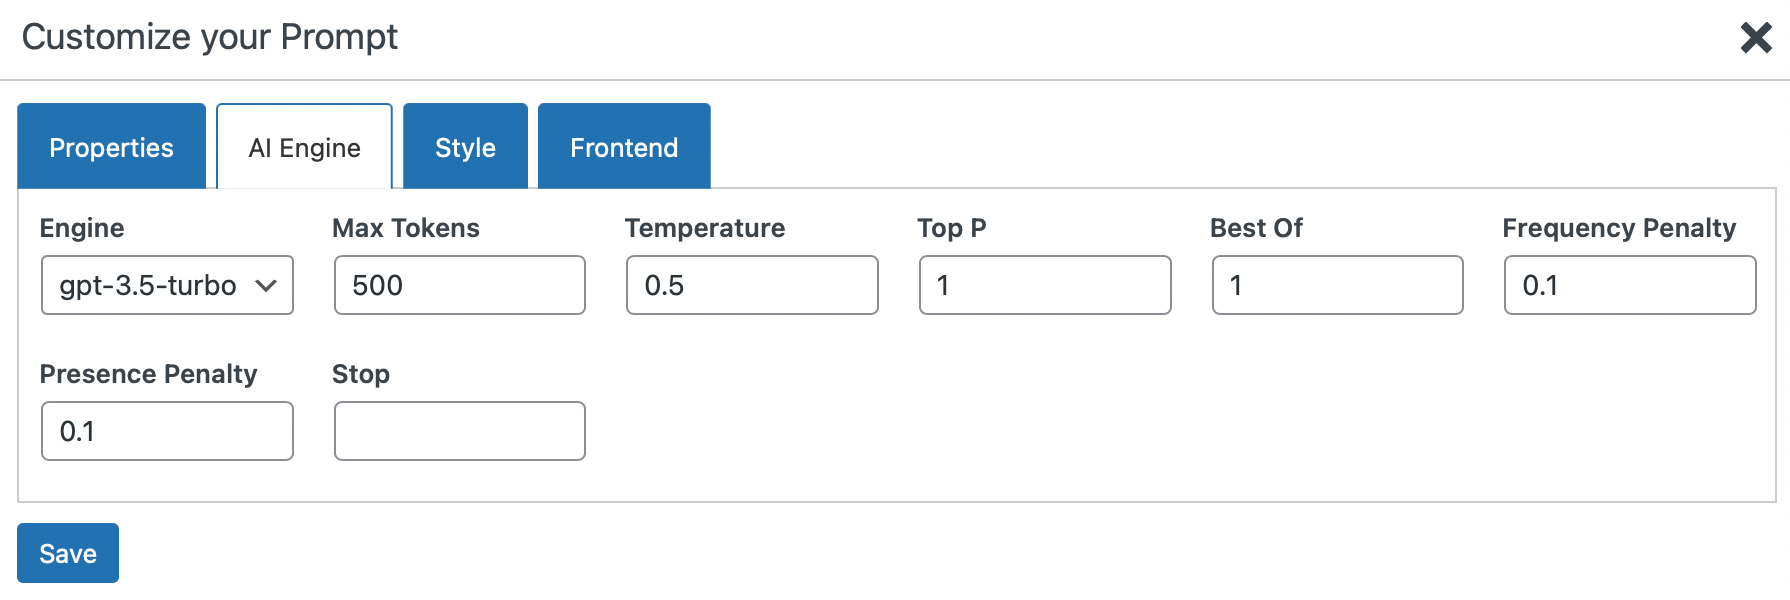 Customize your Prompt
Properties
AI Engine
Style
Frontend
Engine
Max Tokens
Temperature
Top P
Best Of
Frequency Penalty
gpt-3.5-turbo
500
0.5
1
1
0.1
Presence Penalty
Stop
0.1
Save